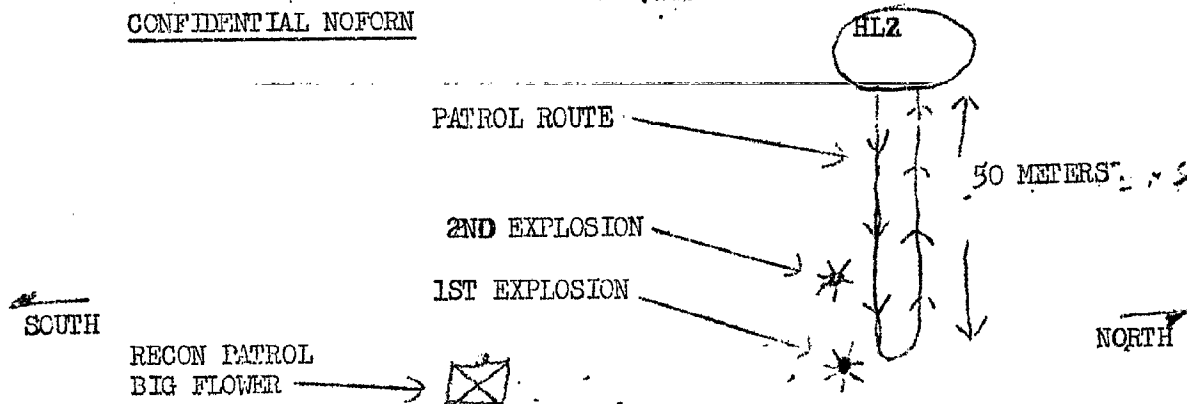 CONFIDENTIAL NOFORN
HLZ
PATROL ROUTE
50 METERS
2ND EXPLOSION
1ST EXPLOSION
SOUTH
NORTH
RECON PATROL
BIG FLOWER